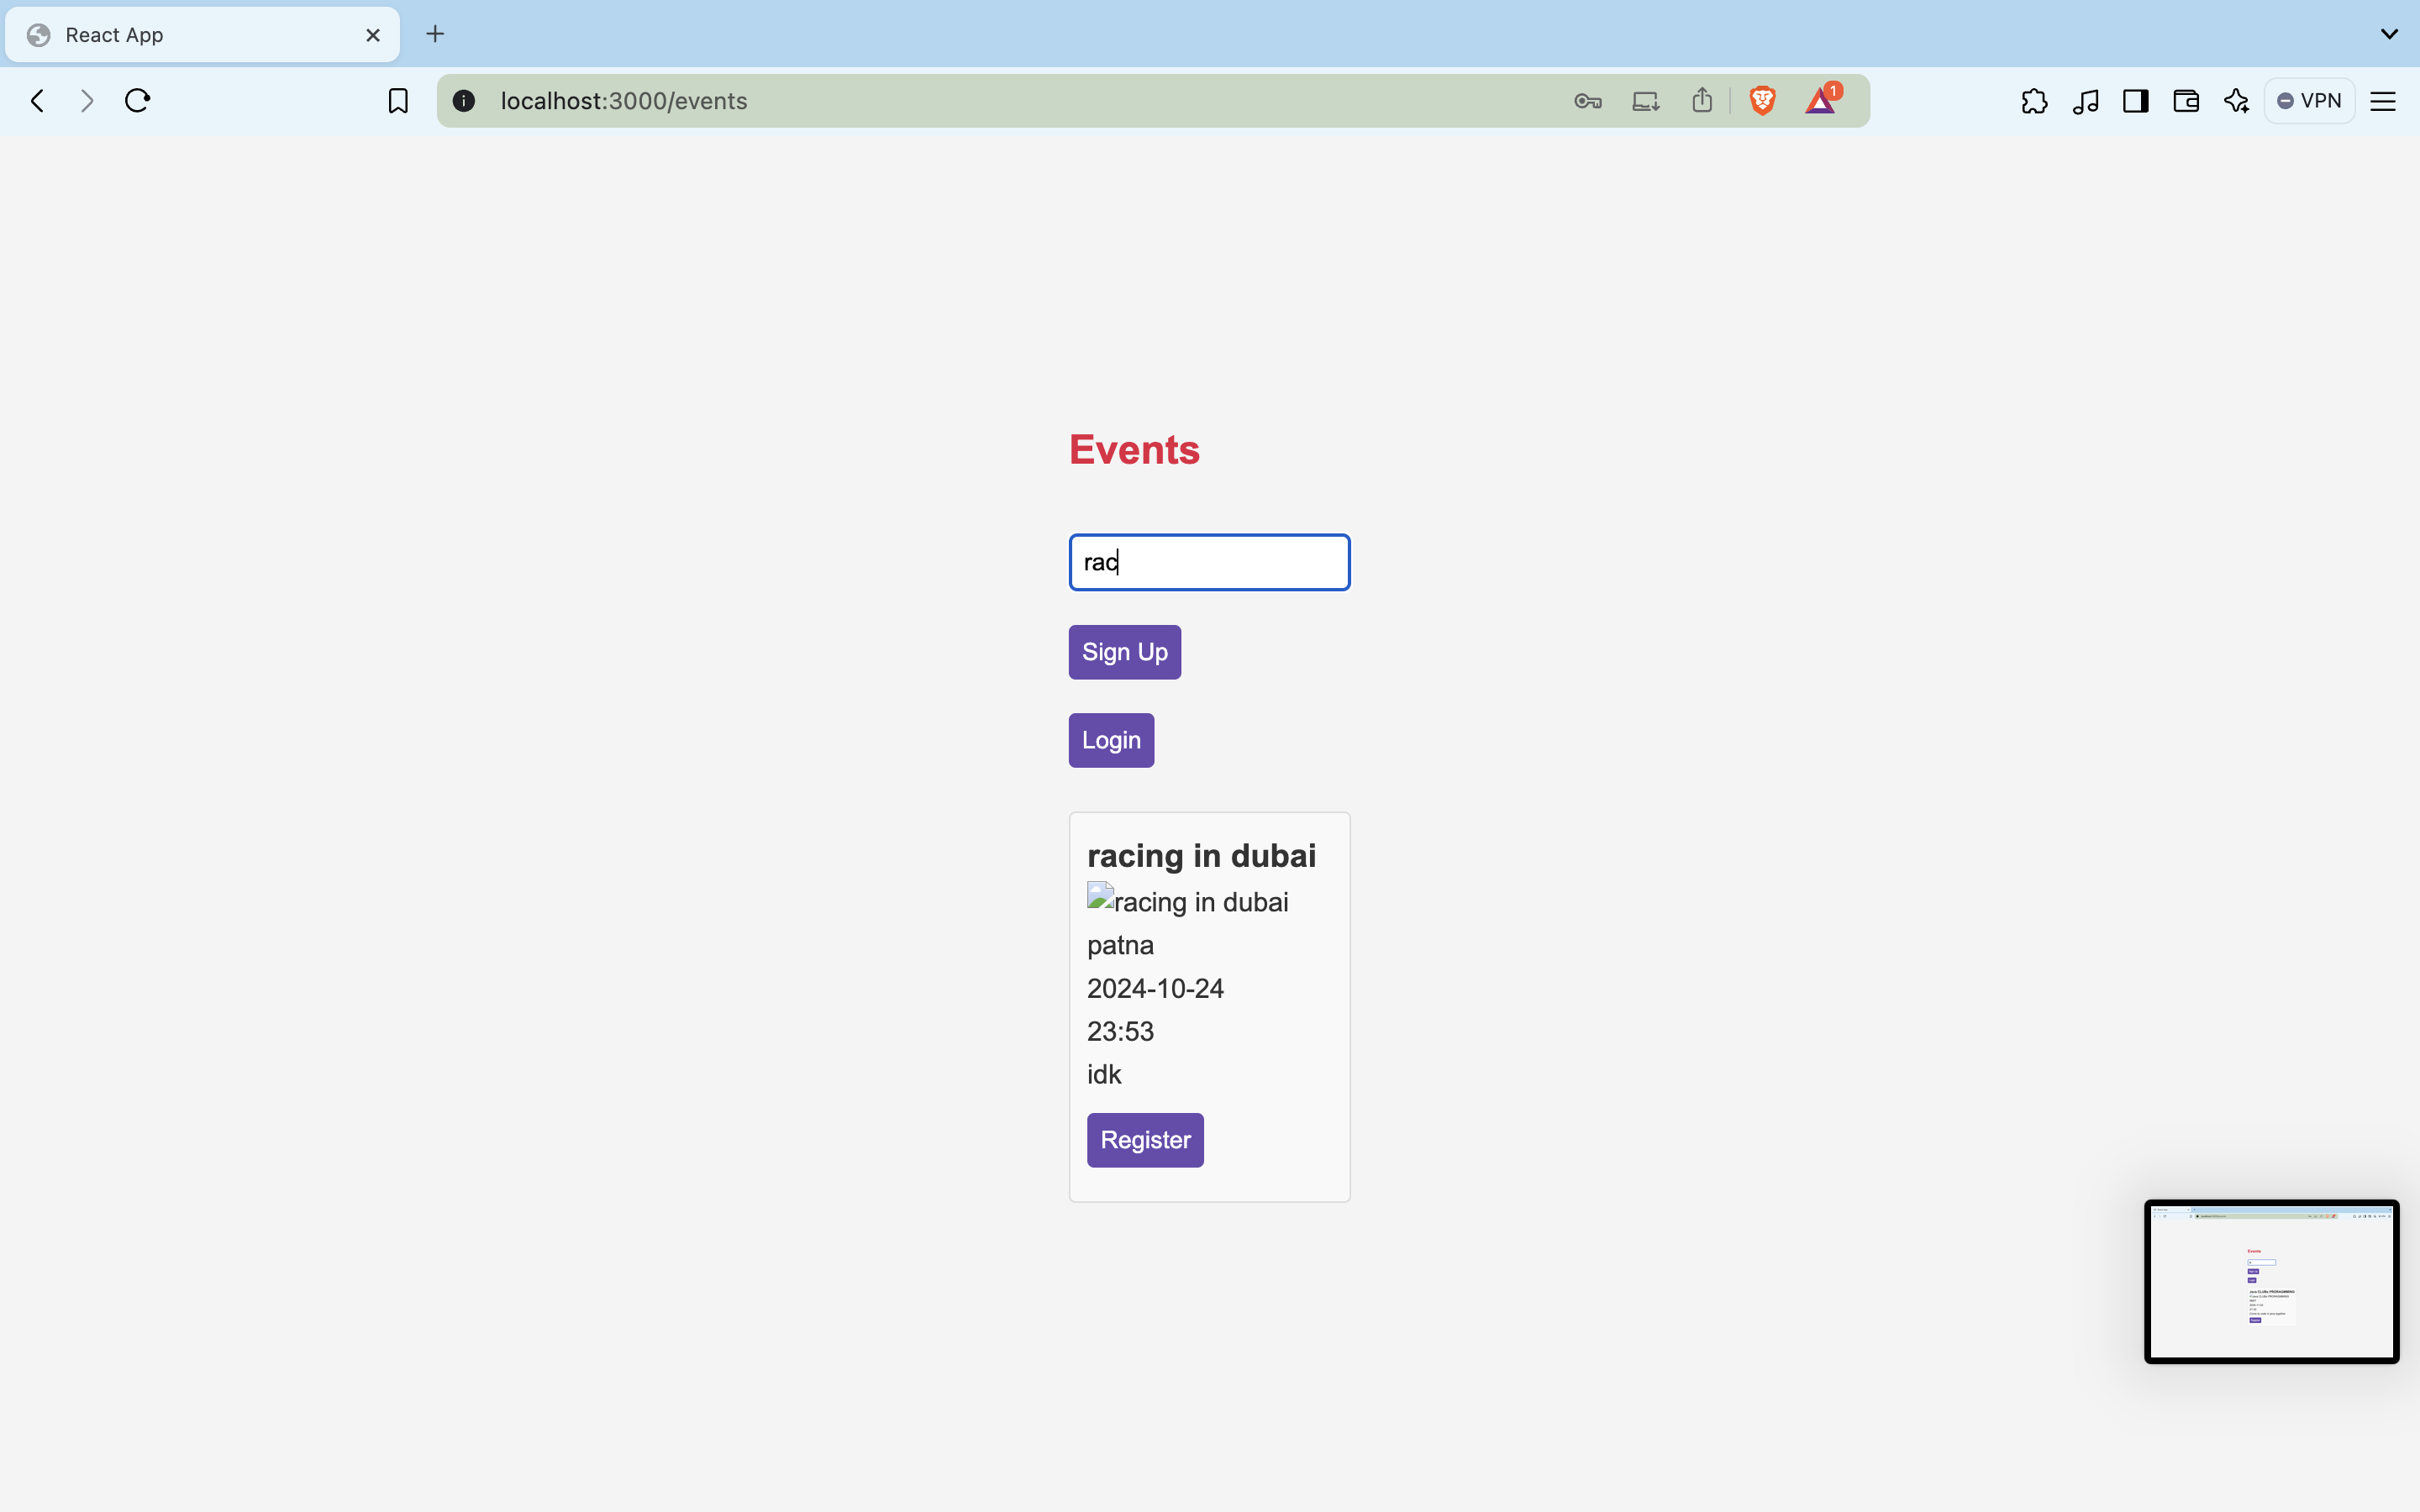 React App
localhost:3000/events
1
VPN
Events
rac
Sign Up
Login
racing in dubai
racing in dubai
patna
2024-10-24
23:53
idk
Register
Events